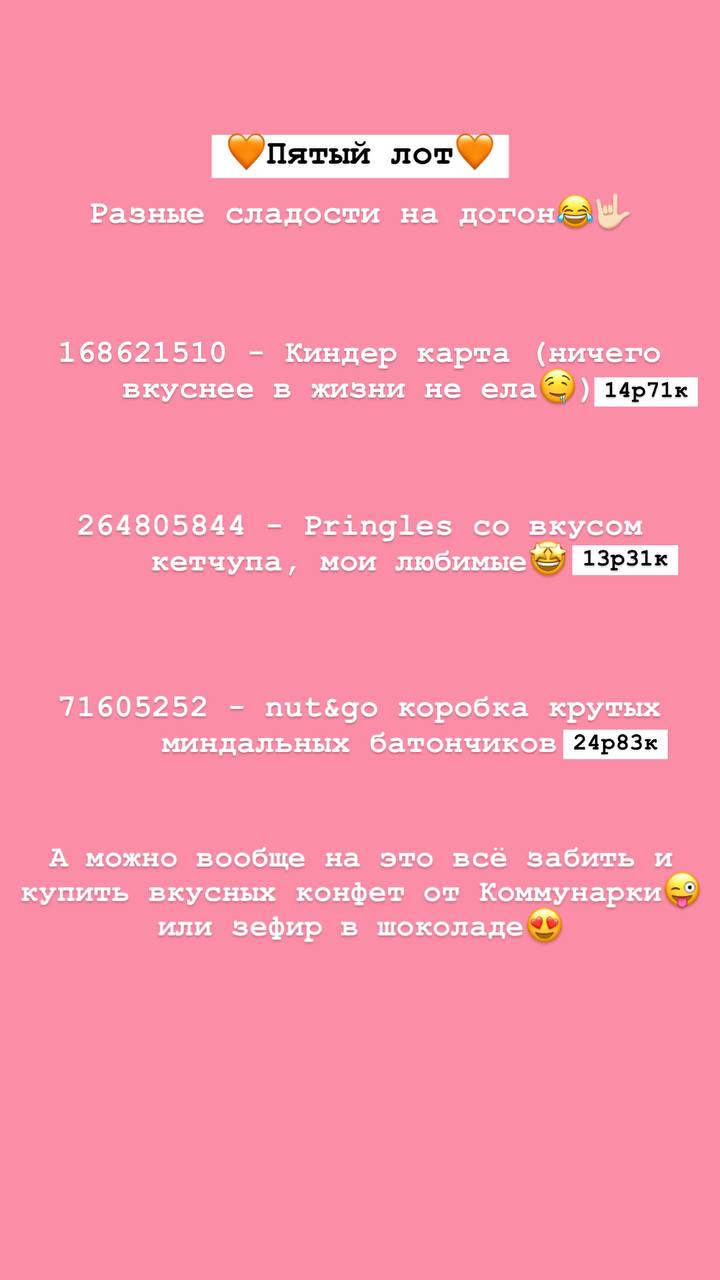 🧡Пятый лот🧡
Разные сладости на догон😂🤟🏻
168621510 - Киндер карта (ничего
вкуснее в жизни не ела🤤) 14р71к
264805844 - Pringles со вкусом
кетчупа, мои любимые🤩 13р31к
71605252 - nut&go коробка крутых
миндальных батончиков 24р83к
А можно вообще на это всё забить и
купить вкусных конфет от Коммунарки😜
или зефир в шоколаде😍